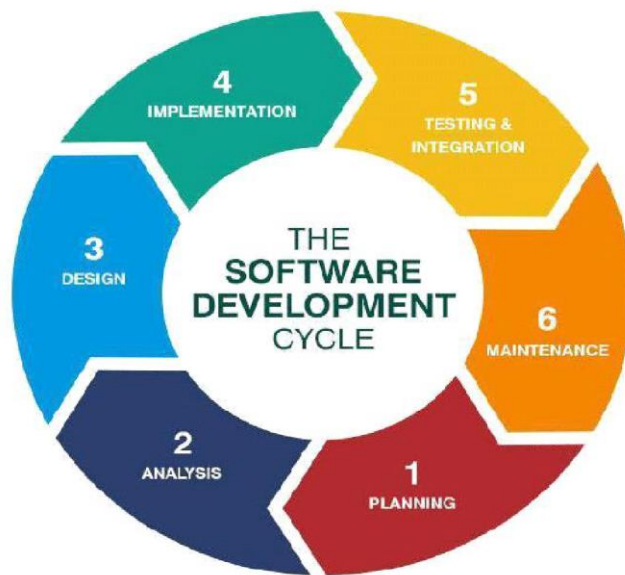 THE
SOFTWARE
DEVELOPMENT
CYCLE
1
PLANNING
2
ANALYSIS
3
DESIGN
4
IMPLEMENTATION
5
TESTING &
INTEGRATION
6
MAINTENANCE